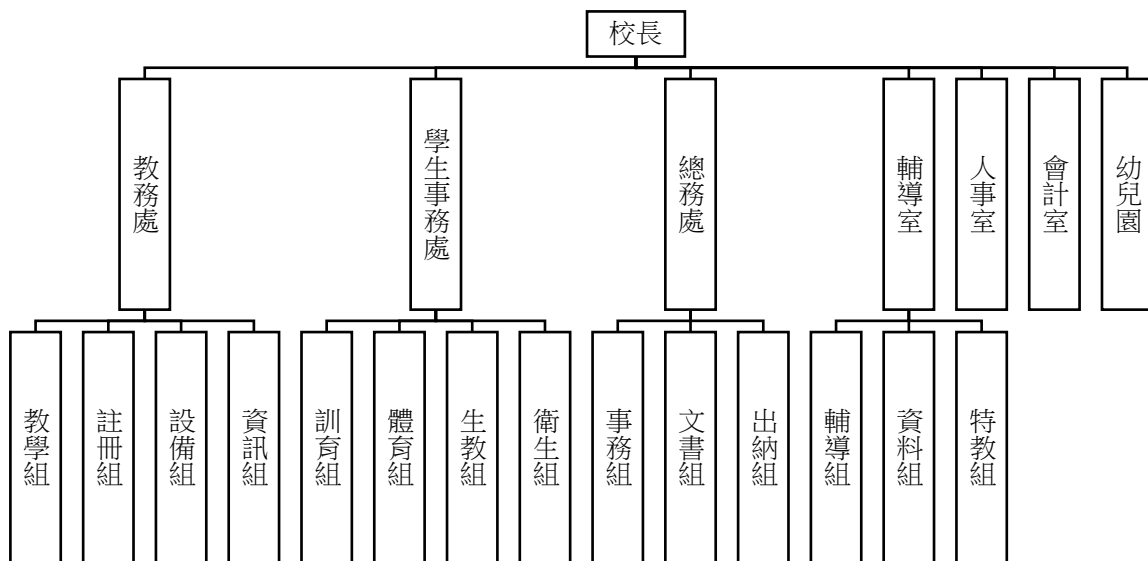 校長
教務處
學生事務處
總務處
輔導室
人事室
會計室
幼兒園
教學組
註冊組
設備組
資訊組
訓育組
體育組
生教組
衛生組
事務組
文書組
出納組
輔導組
資料組
特教組